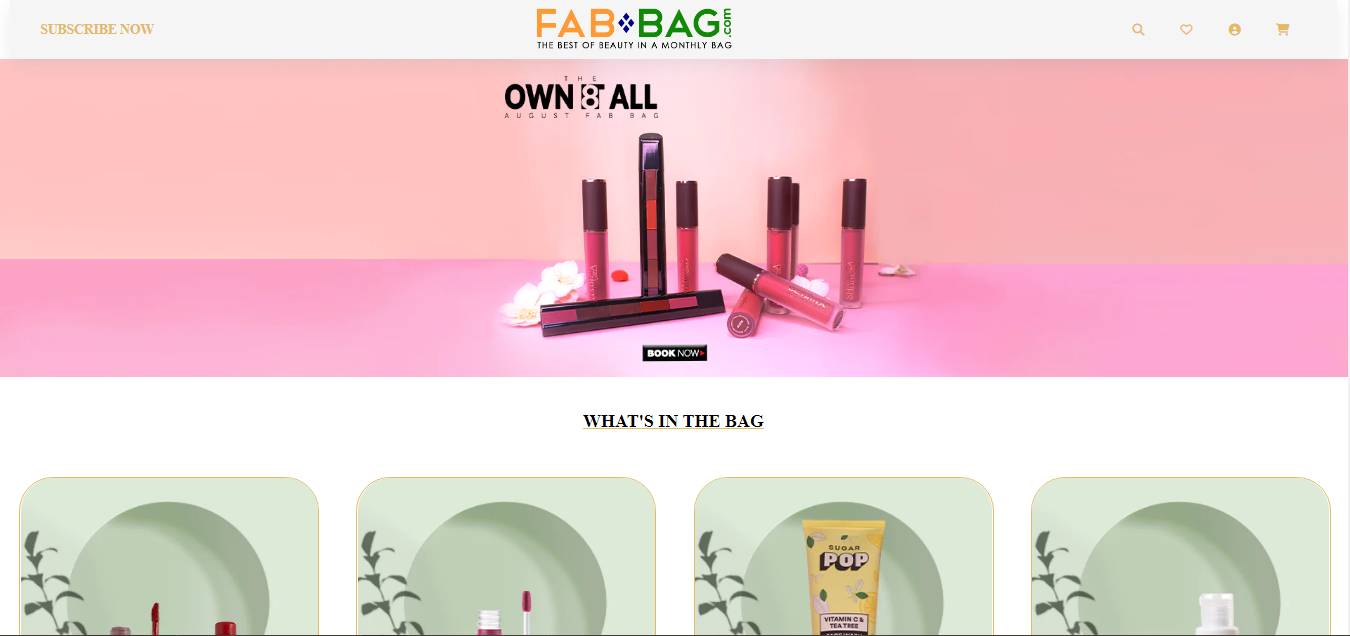 SUBSCRIBE NOW
FAB BAG.com
THE BEST OF BEAUTY IN A MONTHLY BAG
THE
OWN 8 ALL
AUGUST FAB BAG
BOOK NOW
WHAT'S IN THE BAG
SUGAR
POP
VITAMIN C &
TEA TREE